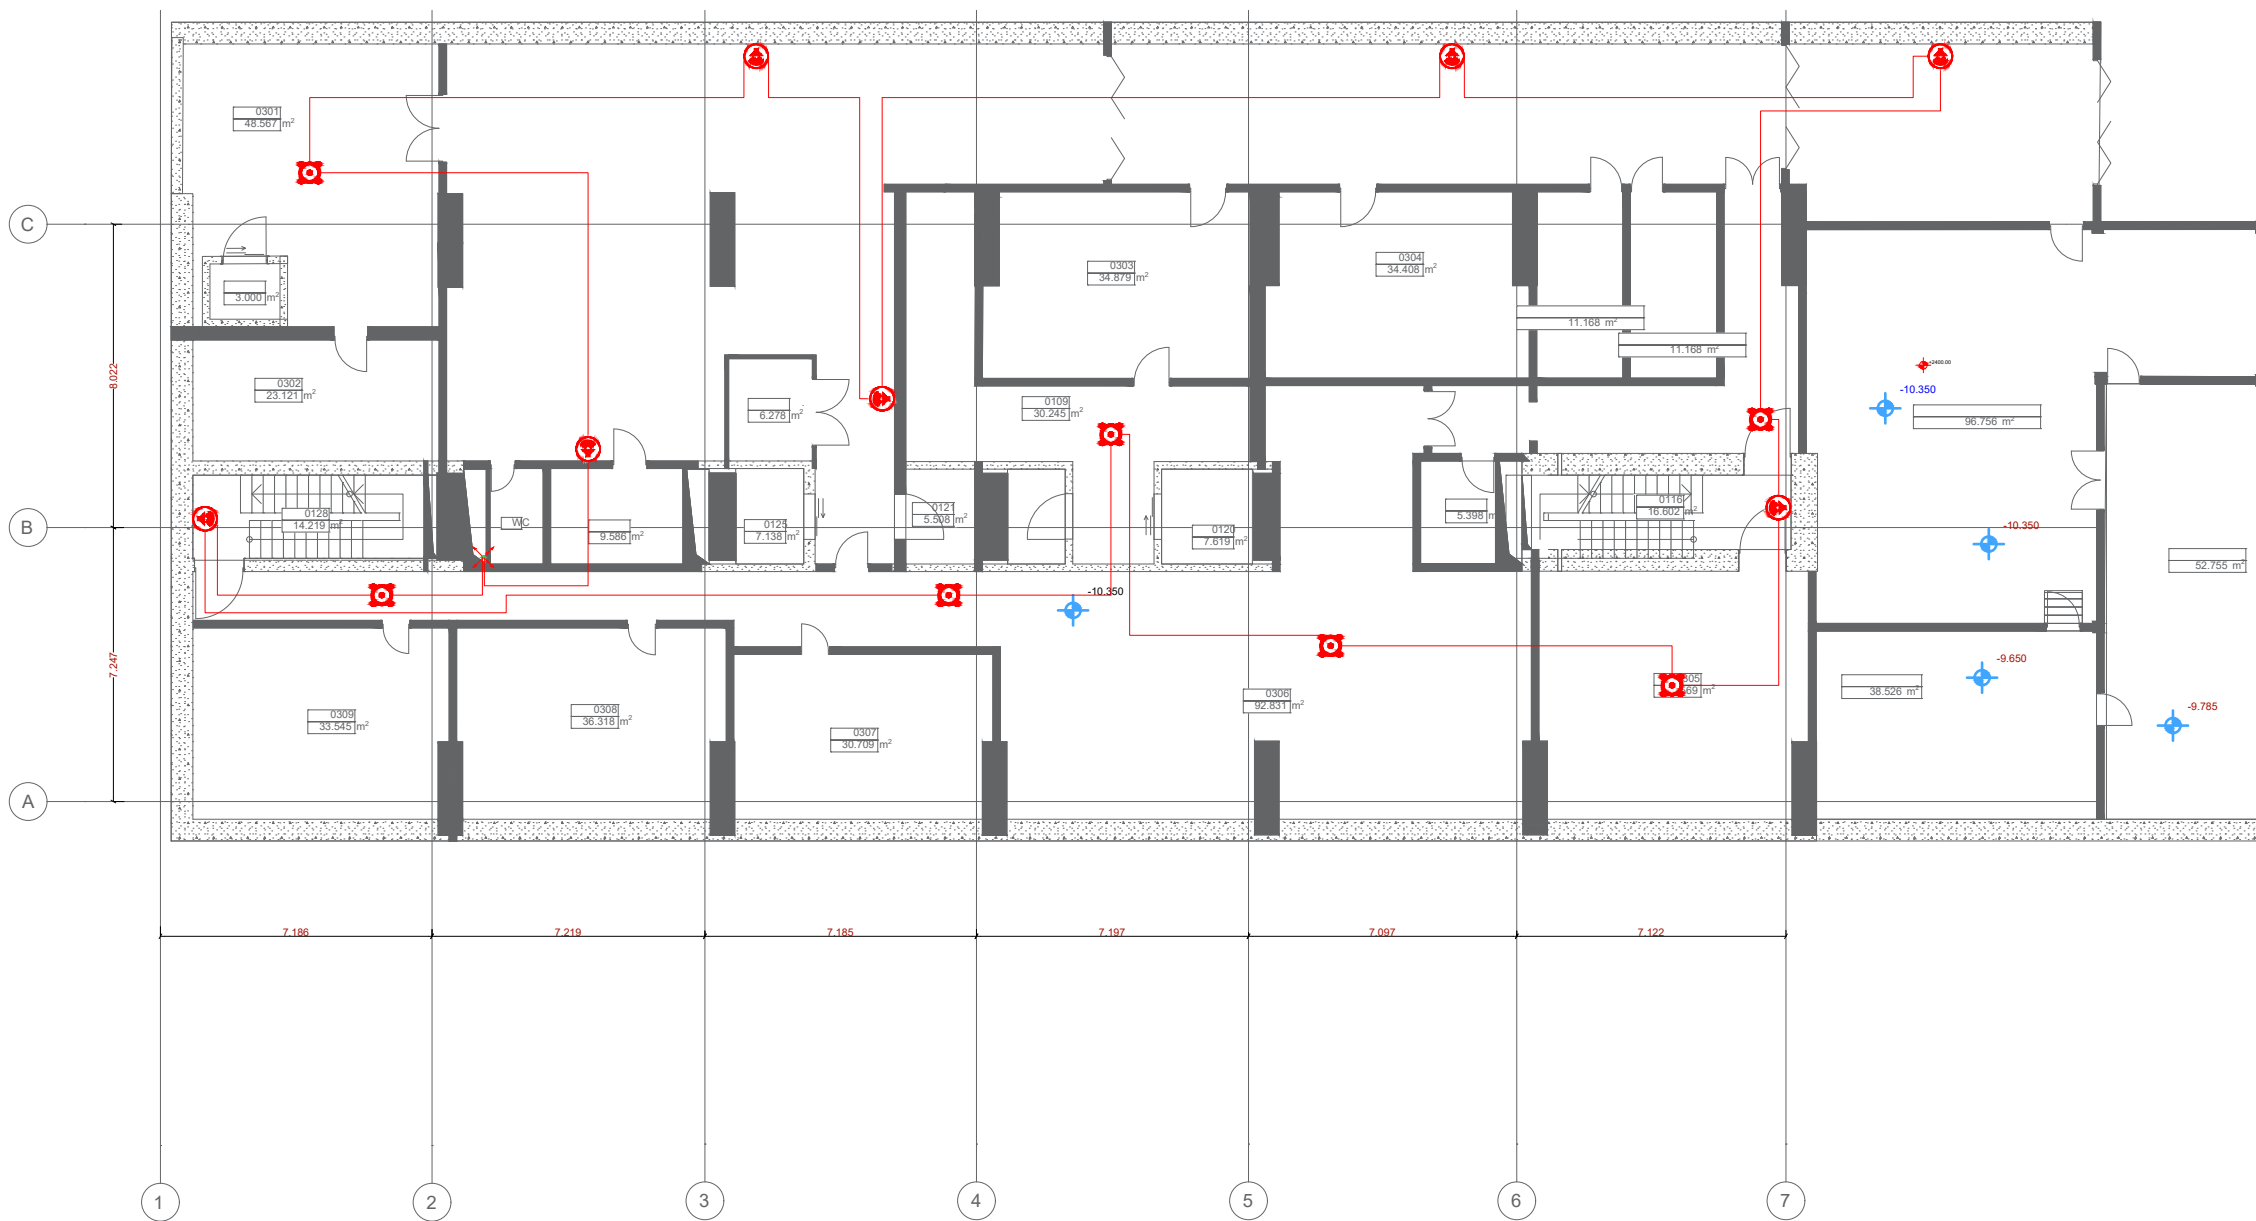 0301
48.567 m²
C
0303
34.879 m²
0304
34.408 m²
3.000 m²
11.168 m²
11.168 m²
+2400.00
8.022
0302
23.121 m²
-10.350
96.756 m²
6.278 m²
0109
30.245 m²
B
0128
14.219 m²
WC
9.586 m²
0125
7.138 m²
0121
5.508 m²
0120
7.619 m²
5.398 m
0116
16.602 m²
-10.350
52.755 m²
-10.350
7.247
-9.650
38.526 m²
-9.785
0309
33.545 m²
0308
36.318 m²
0307
30.709 m²
0306
92.831 m²
05
69 m²
A
7.186
7.219
7.185
7.197
7.097
7.122
1
2
3
4
5
6
7